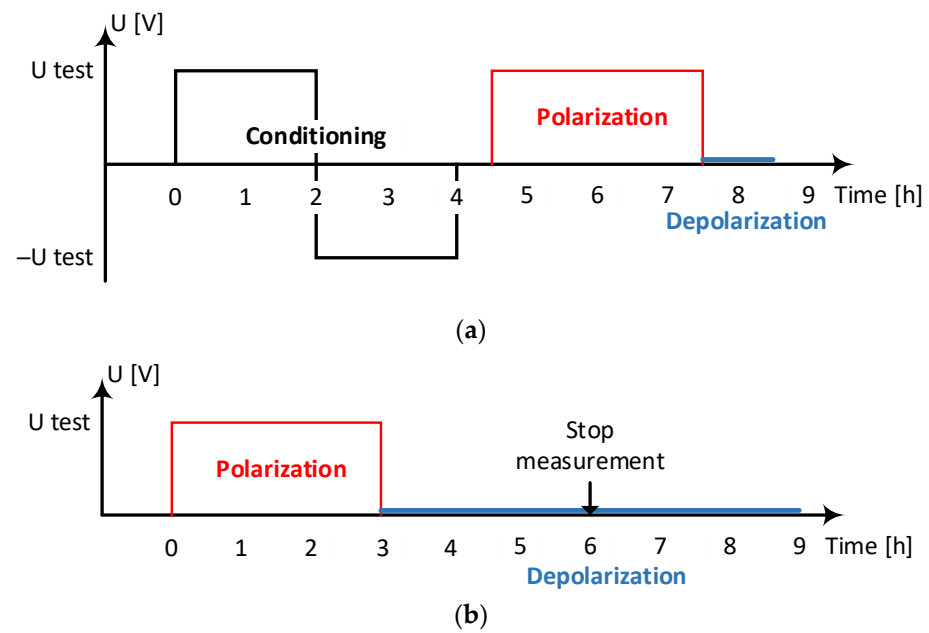 U [V]
U test
Conditioning
Polarization
0 1 2 3 4 5 6 7 8 9 Time [h]
Depolarization
–U test
(a)
U [V]
U test
Polarization
Stop
measurement
0 1 2 3 4 5 6 7 8 9 Time [h]
Depolarization
(b)